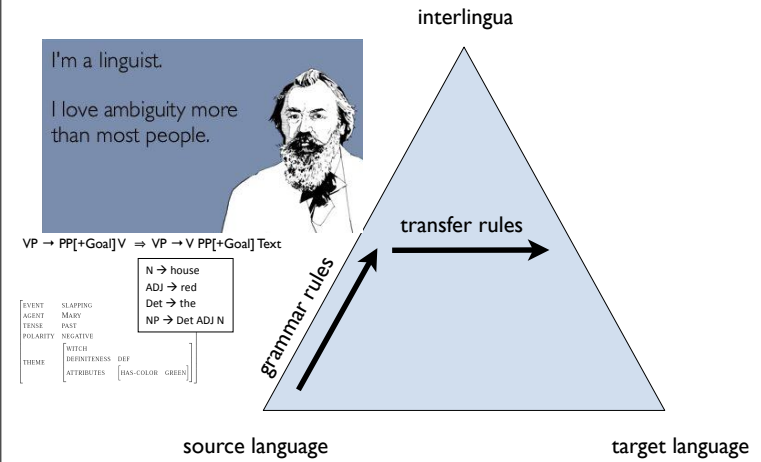 interlingua
I'm a linguist.
I love ambiguity more
than most people.
transfer rules
VP → PP[+Goal] V ⇒ VP → V PP[+Goal] Text
N → house
ADJ → red
Det → the
NP → Det ADJ N
grammar rules
EVENT SLAPPING
AGENT MARY
TENSE PAST
POLARITY NEGATIVE
THEME
WITCH
DEFINITENESS DEF
ATTRIBUTES [HAS-COLOR GREEN]
source language
target language